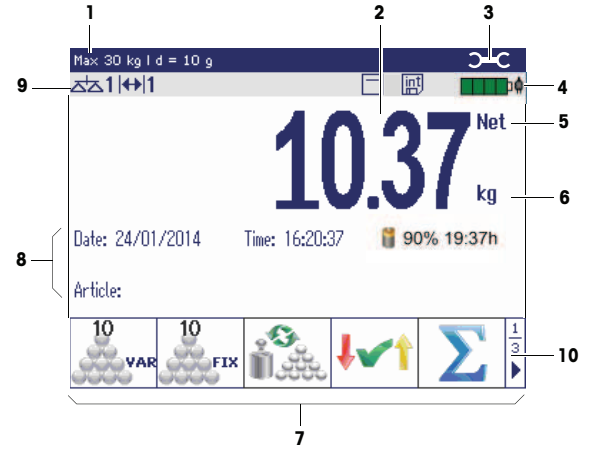 1
2
3
Max 30 kg I d = 10 g
9
1 1
int
4
10.37
Net
5
kg
6
8
Date: 24/01/2014
Time: 16:20:37
90% 19:37h
Article:
10
VAR
10
FIX
Σ
1
3
10
7